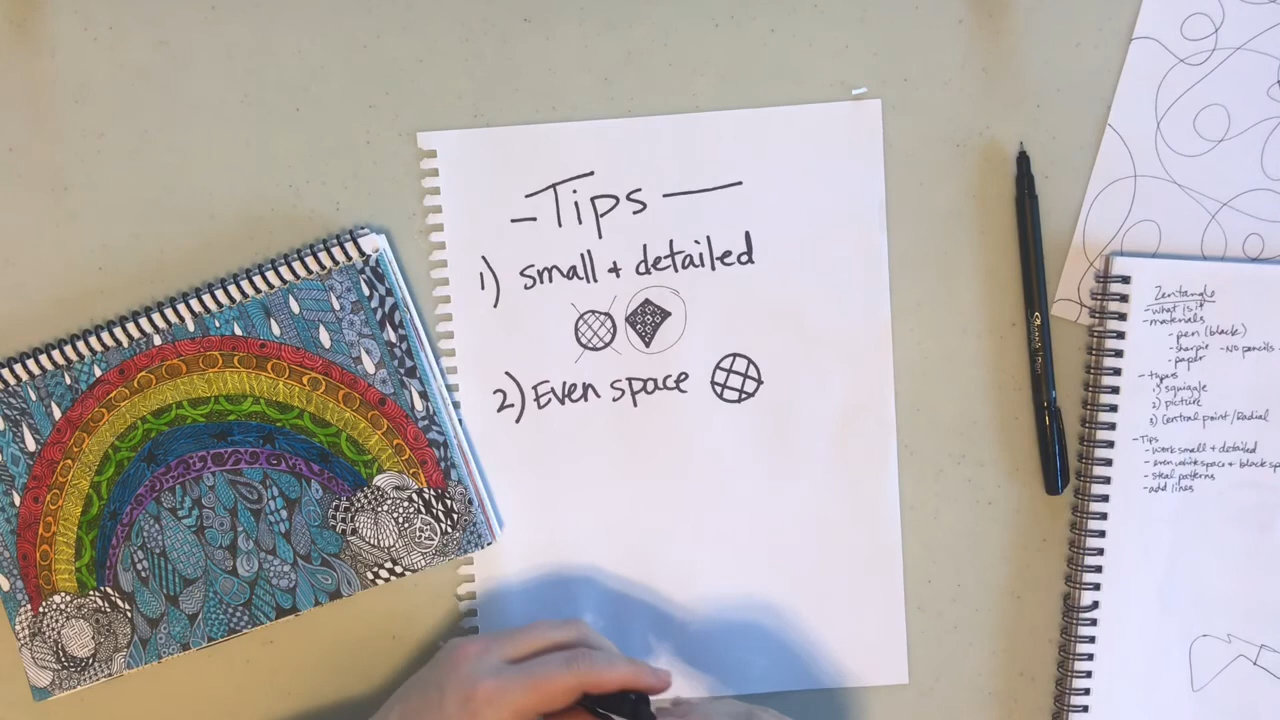 - Tips —
1) small + detailed
2) Even space
Sharpie Pen
Zentangle
- what is it
- materials
- pen (black)
- sharpie - No pencils
- paper
- types
1) squiggle
2) picture
3) Central point / Radial
- Tips
- work small + detailed
- even white space + black sp
- steal patterns
- add lines